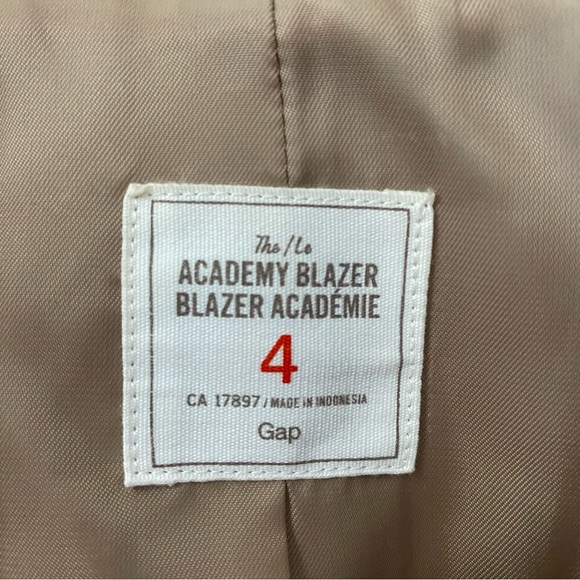 The/Le
ACADEMY BLAZER
BLAZER ACADÉMIE
4
CA 17897 / MADE IN INDONESIA
Gap